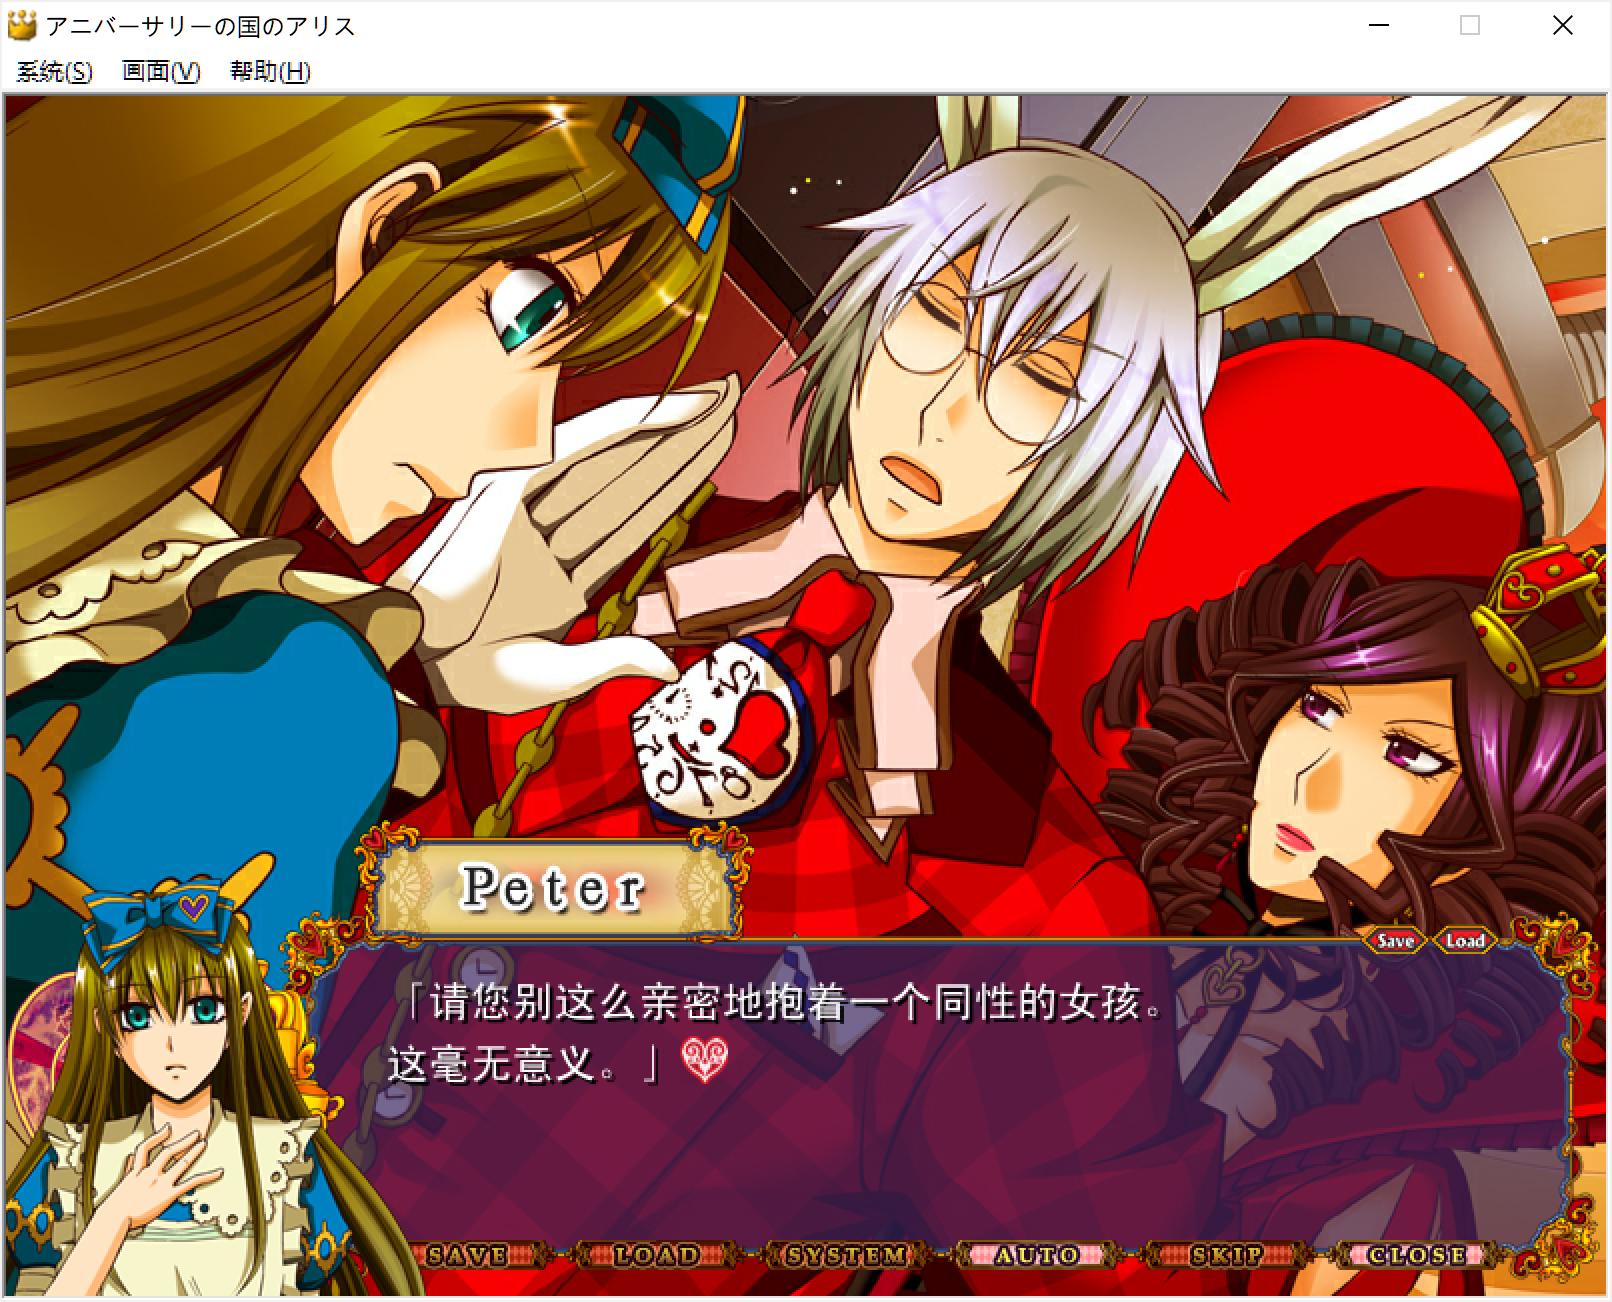 アニバーサリーの国のアリス
系统(S) 画面(V) 帮助(H)
Peter
Save Load
「请您别这么亲密地抱着一个同性的女孩。
这毫无意义。」
SAVE LOAD SYSTEM AUTO SKIP CLOSE